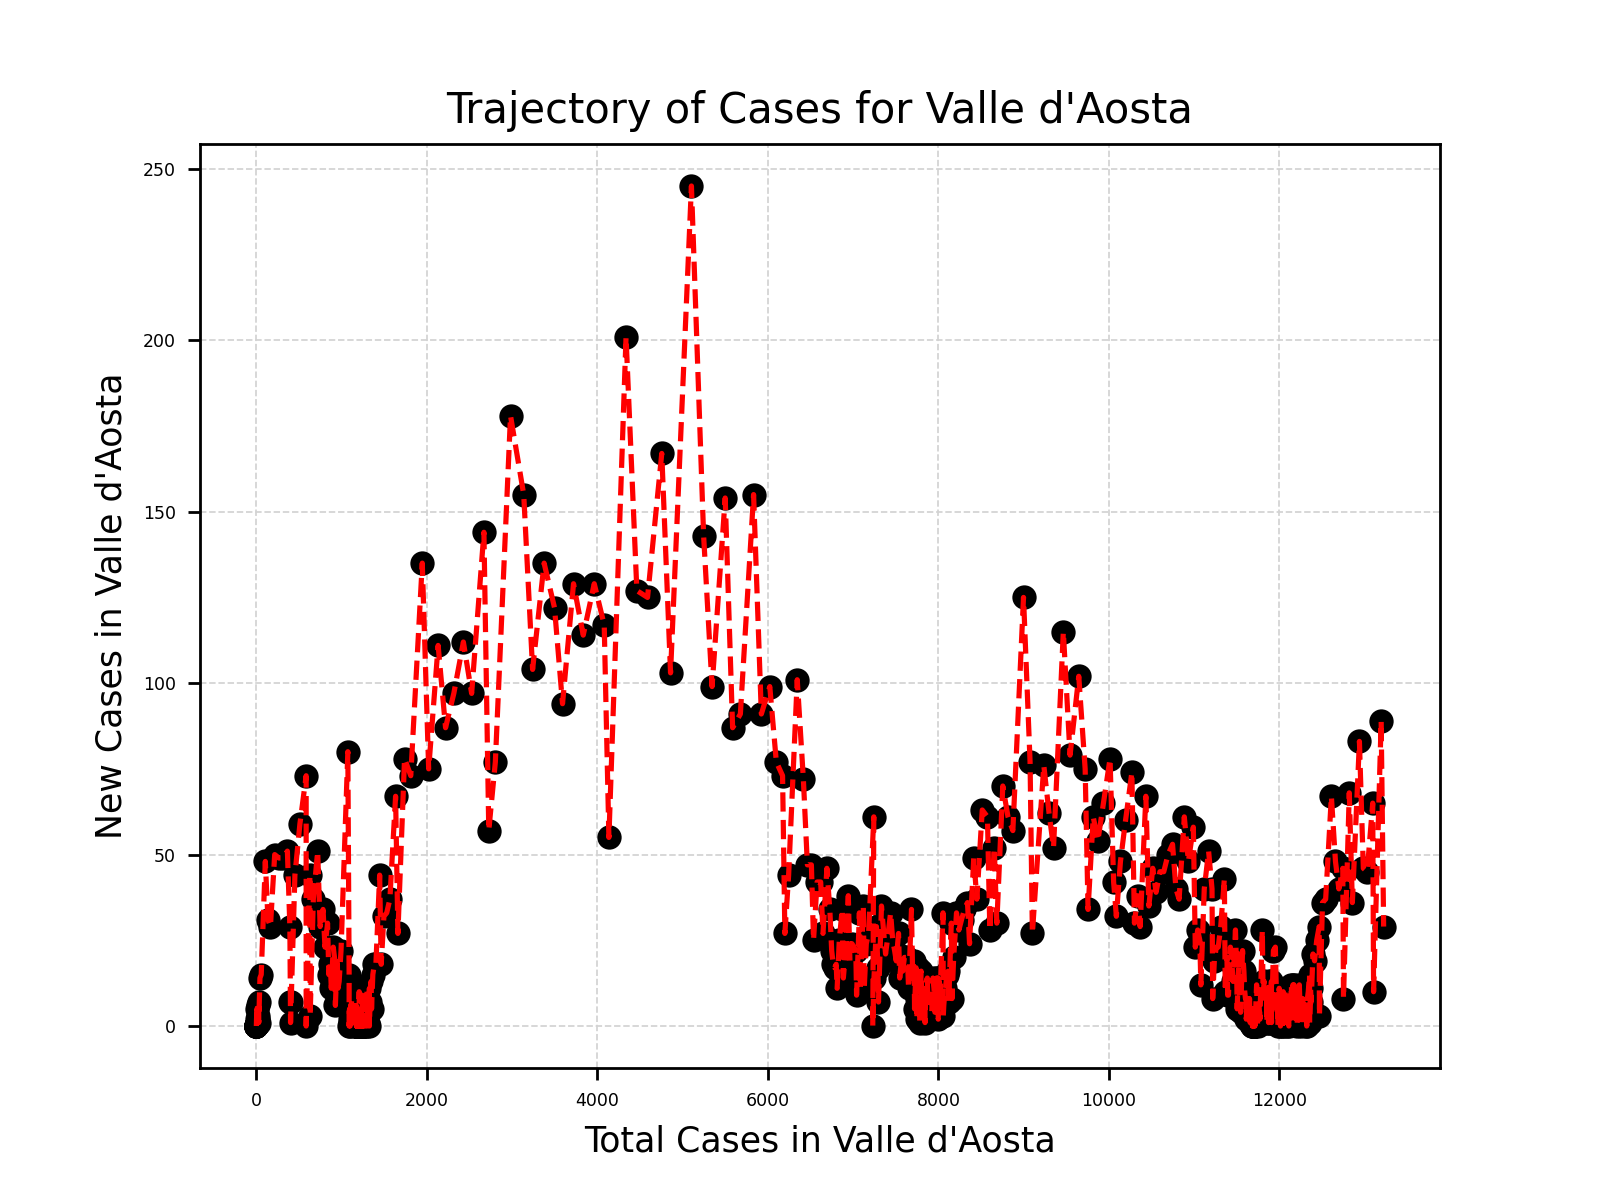 Trajectory of Cases for Valle d'Aosta
250
200
150
100
50
0
New Cases in Valle d'Aosta
0 2000 4000 6000 8000 10000 12000
Total Cases in Valle d'Aosta